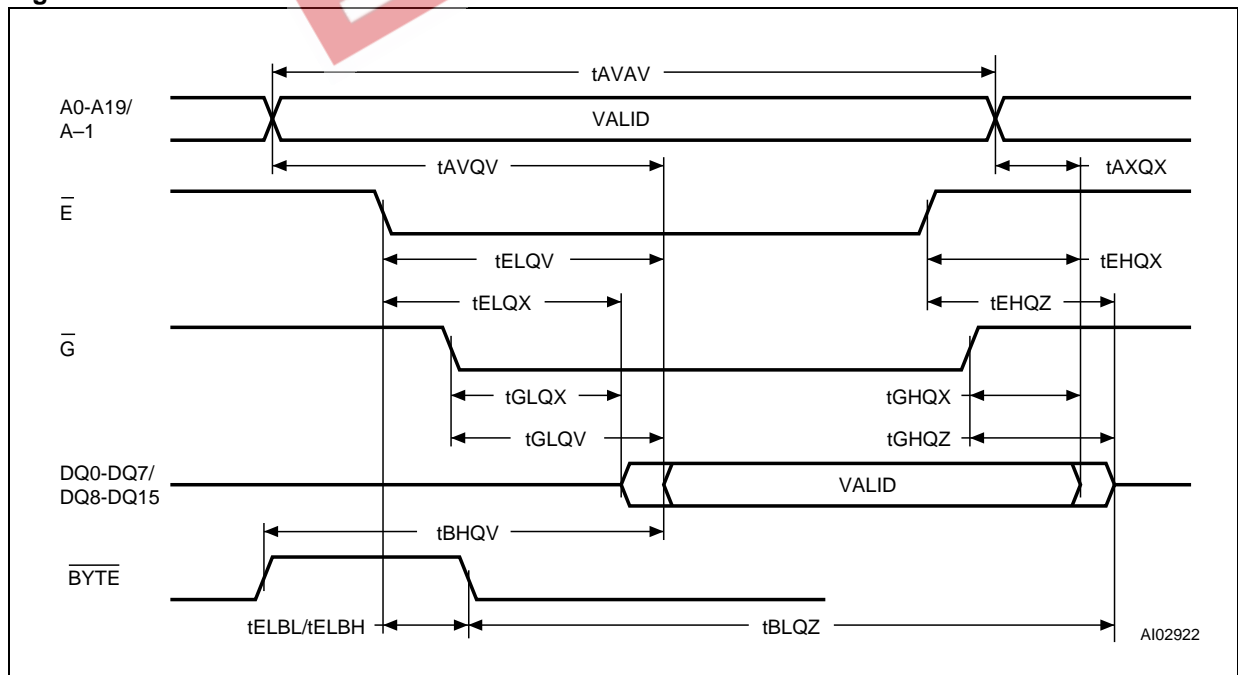 tAVAV
A0-A19/
A–1
VALID
tAVQV
tAXQX
E
tELQV
tEHQX
tELQX
tEHQZ
G
tGLQX
tGHQX
tGLQV
tGHQZ
DQ0-DQ7/
DQ8-DQ15
VALID
tBHQV
BYTE
tELBL/tELBH
tBLQZ
AI02922